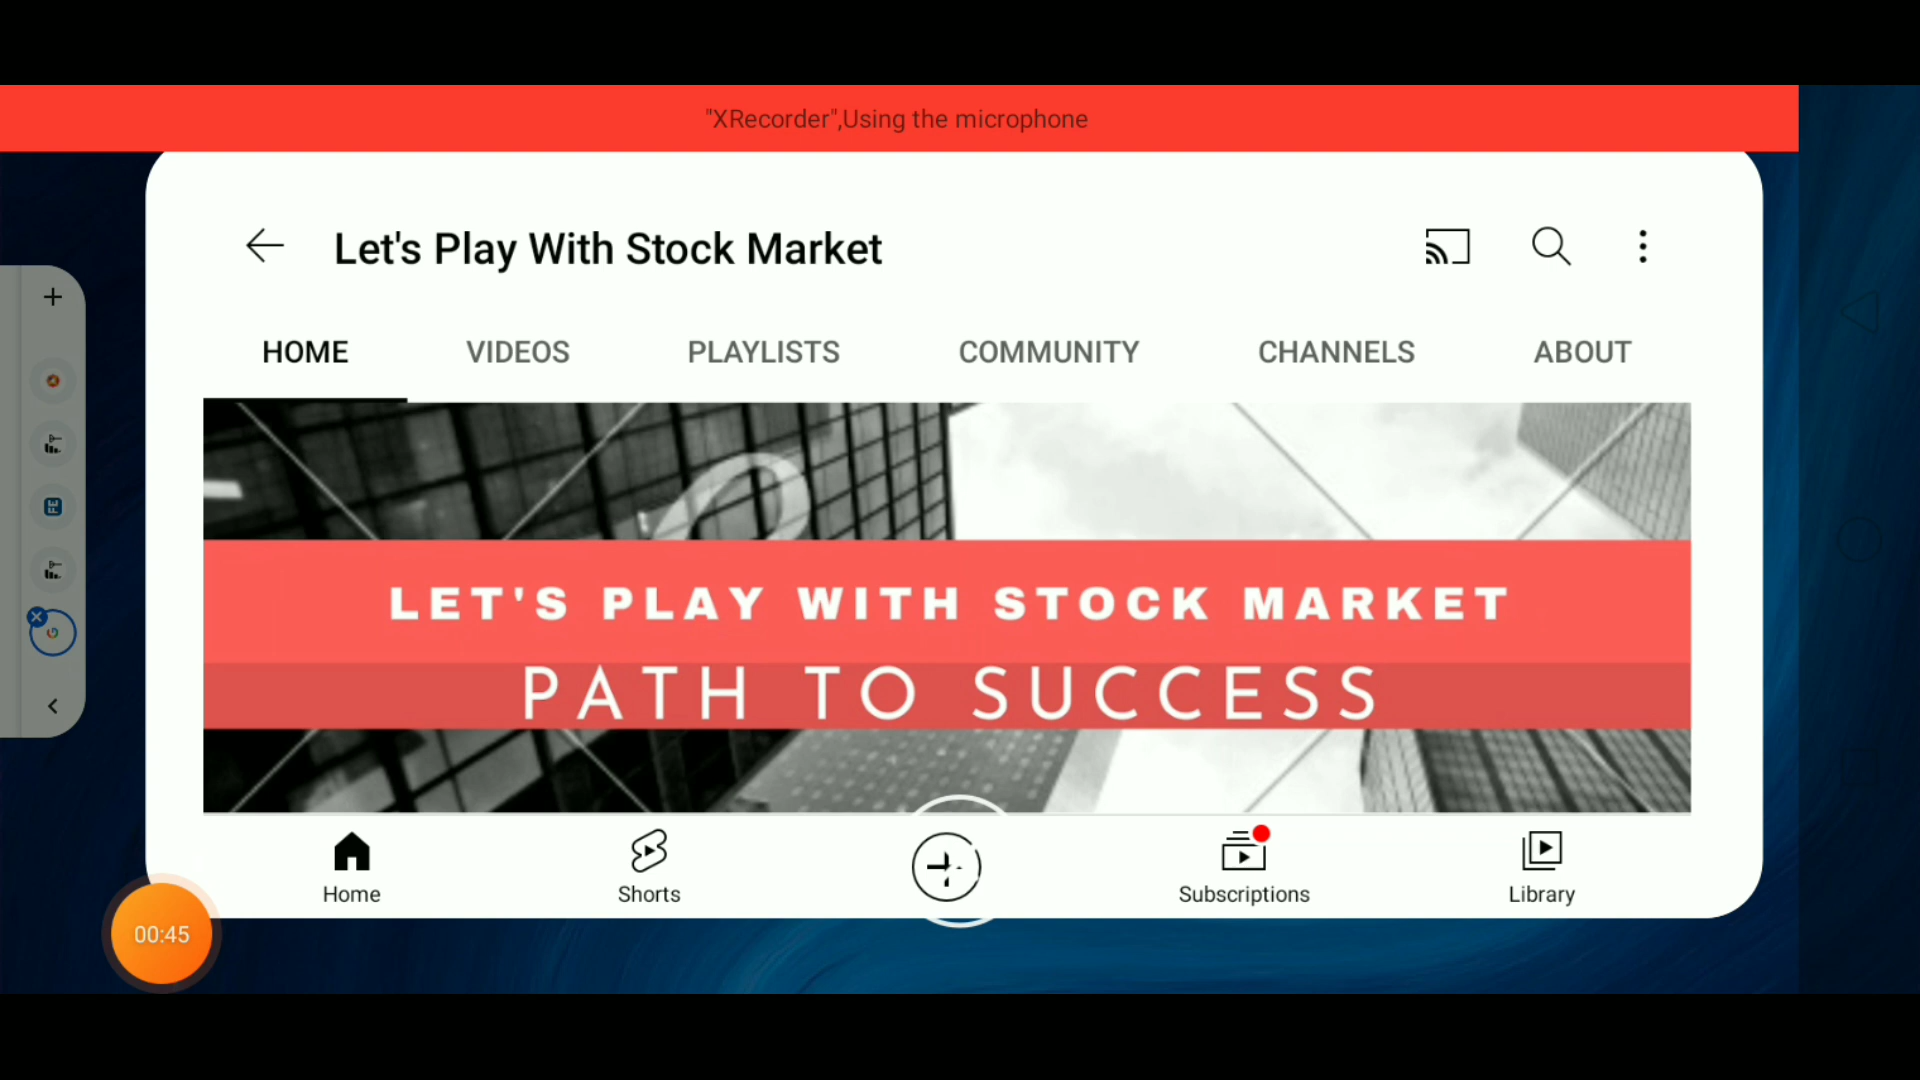 "XRecorder",Using the microphone
Let's Play With Stock Market
HOME VIDEOS PLAYLISTS COMMUNITY CHANNELS ABOUT
LET'S PLAY WITH STOCK MARKET
PATH TO SUCCESS
Home Shorts Subscriptions Library
00:45
FE